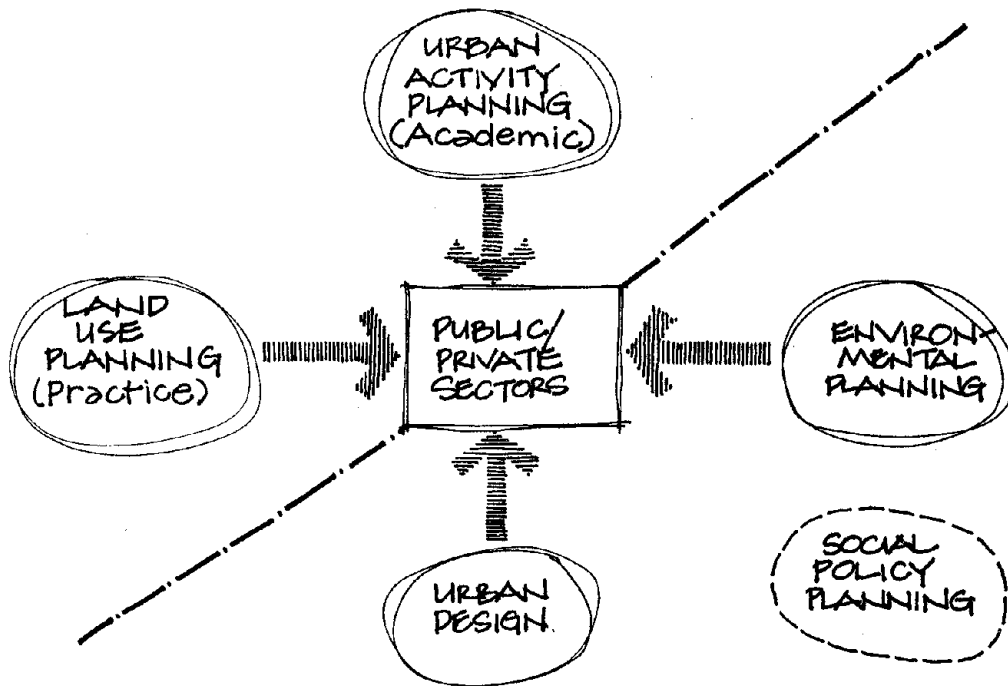 URBAN
ACTIVITY
PLANNING
(Academic)
LAND
USE
PLANNING
(Practice)
PUBLIC/
PRIVATE
SECTORS
ENVIRON-
MENTAL
PLANNING
URBAN
DESIGN.
SOCIAL
POLICY
PLANNING